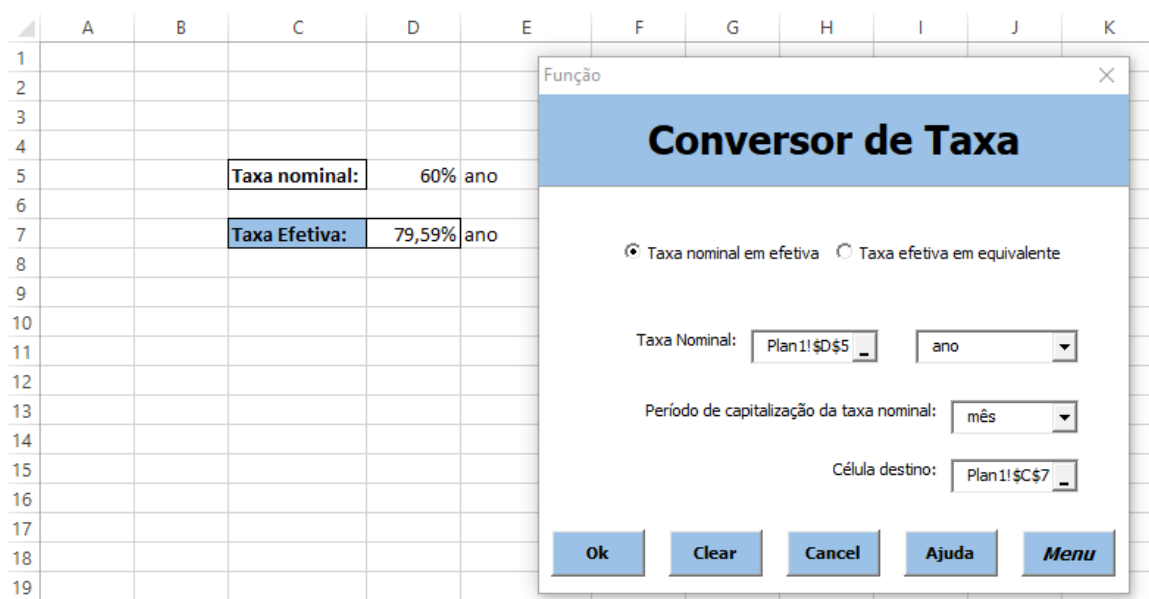 A B C D E F G H I J K
1
Função
2
3
Conversor de Taxa
4
5 Taxa nominal: 60% ano
6
7 Taxa Efetiva: 79,59% ano
Taxa nominal em efetiva Taxa efetiva em equivalente
8
9
10
Taxa Nominal: Plan1!$D$5 _ ano
11
12
13
Período de capitalização da taxa nominal: mês
14
15
Célula destino: Plan1!$C$7 _
16
17
18
Ok Clear Cancel Ajuda Menu
19